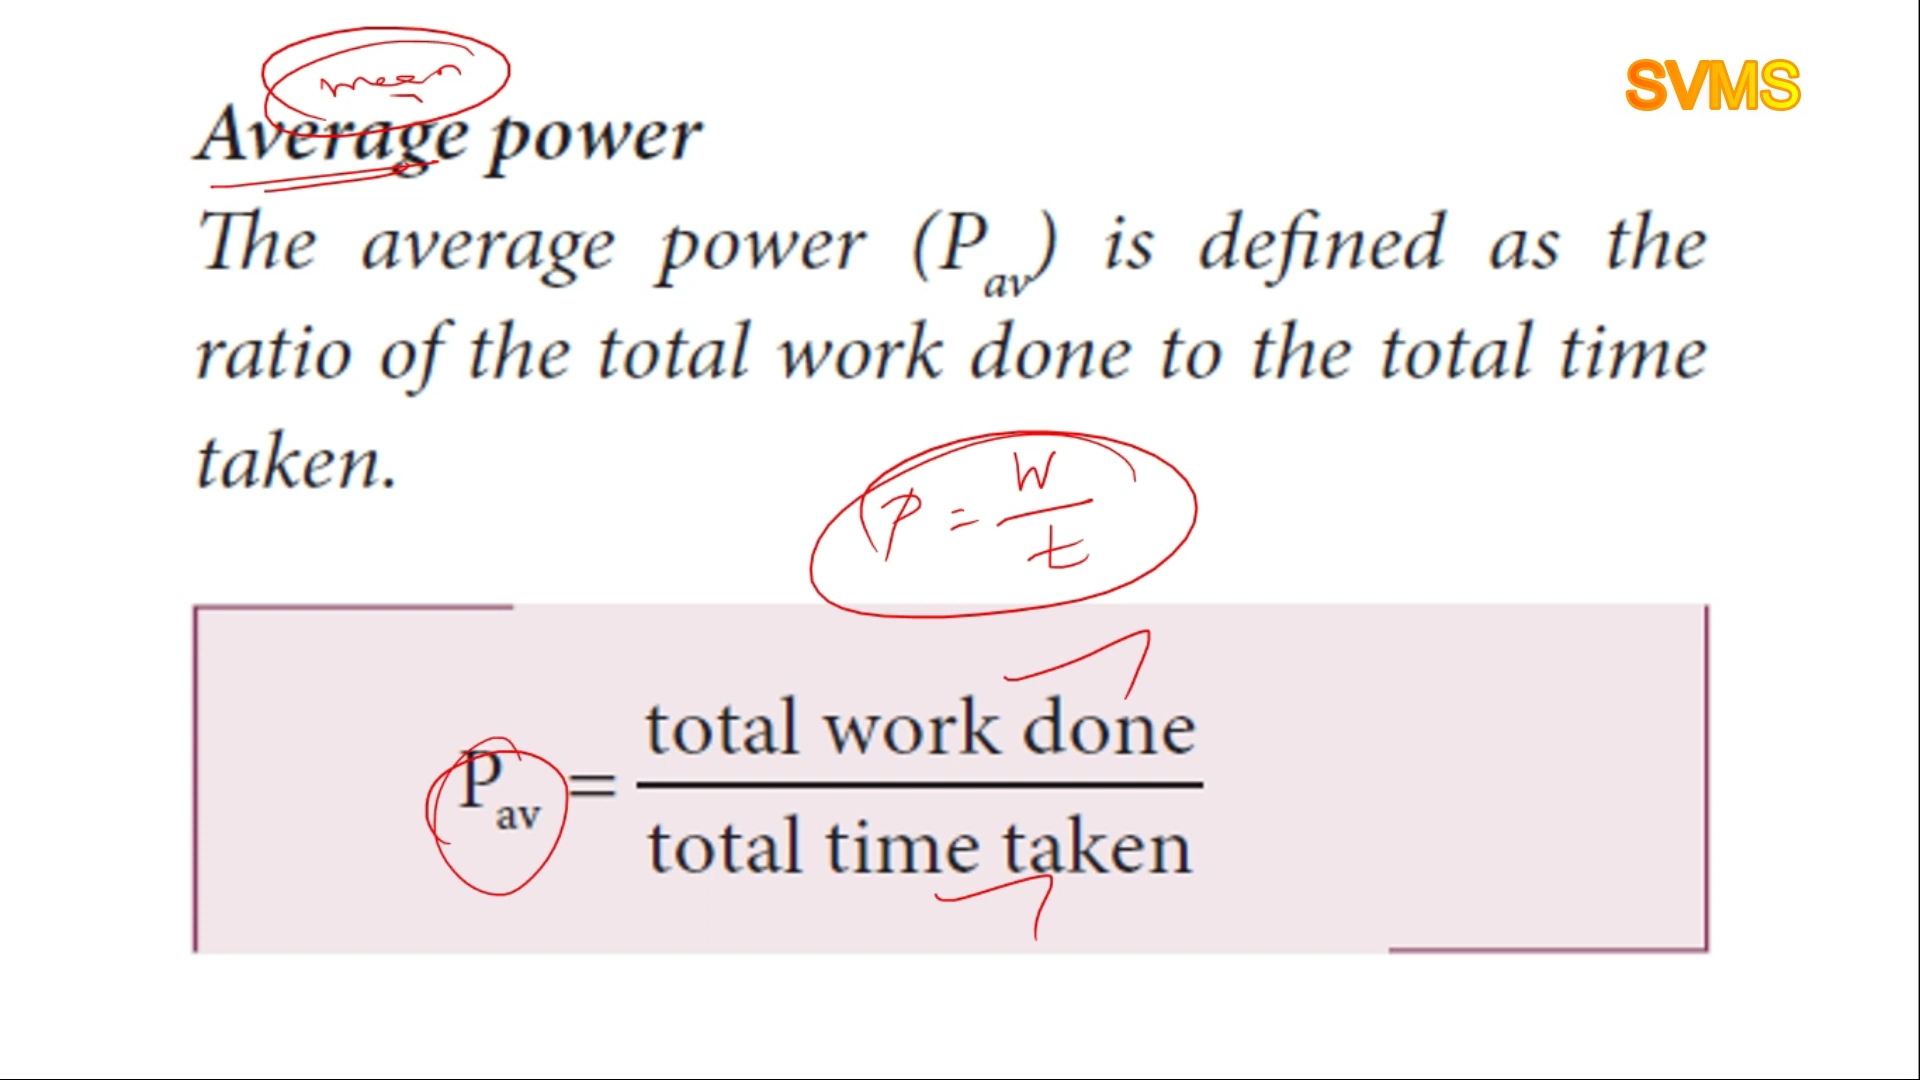 mean
SVMS
Average power
The average power (Pav) is defined as the
ratio of the total work done to the total time
taken.
P = W / t
Pav = total work done / total time taken